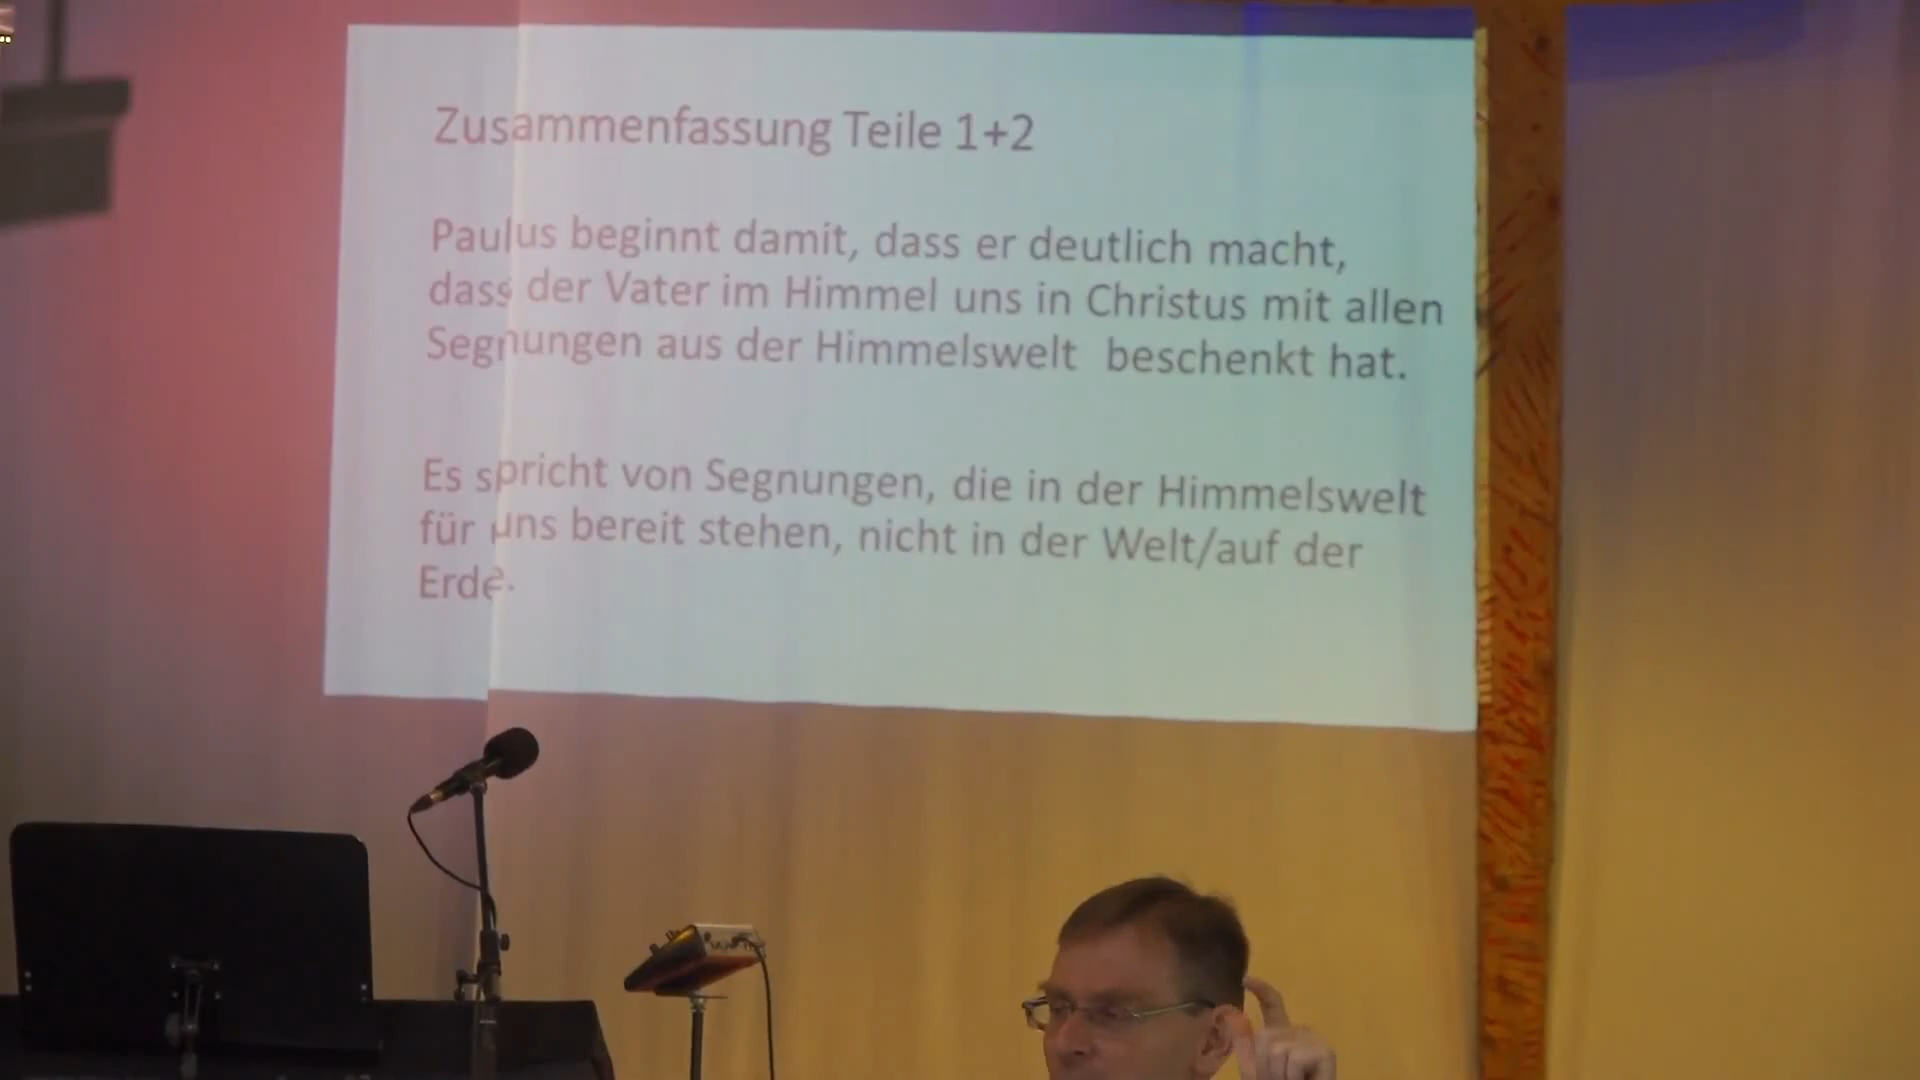 Zusammenfassung Teile 1+2
Paulus beginnt damit, dass er deutlich macht,
dass der Vater im Himmel uns in Christus mit allen
Segnungen aus der Himmelswelt beschenkt hat.
Es spricht von Segnungen, die in der Himmelswelt
für uns bereit stehen, nicht in der Welt/auf der
Erde.